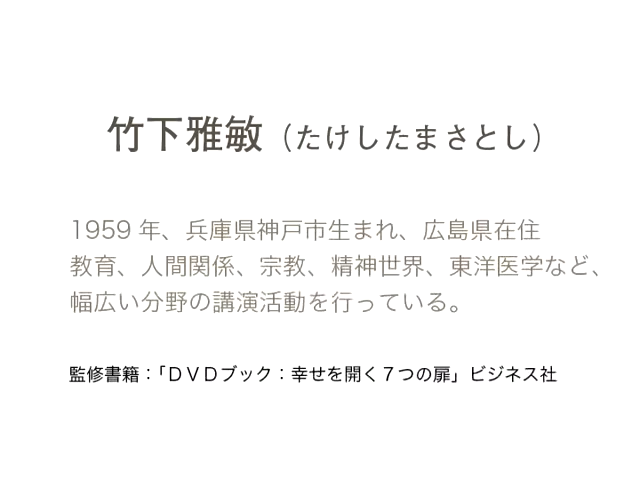 竹下雅敏（たけしたまさとし）
1959 年、兵庫県神戸市生まれ、広島県在住
教育、人間関係、宗教、精神世界、東洋医学など、
幅広い分野の講演活動を行っている。
監修書籍：「ＤＶＤブック：幸せを開く７つの扉」ビジネス社